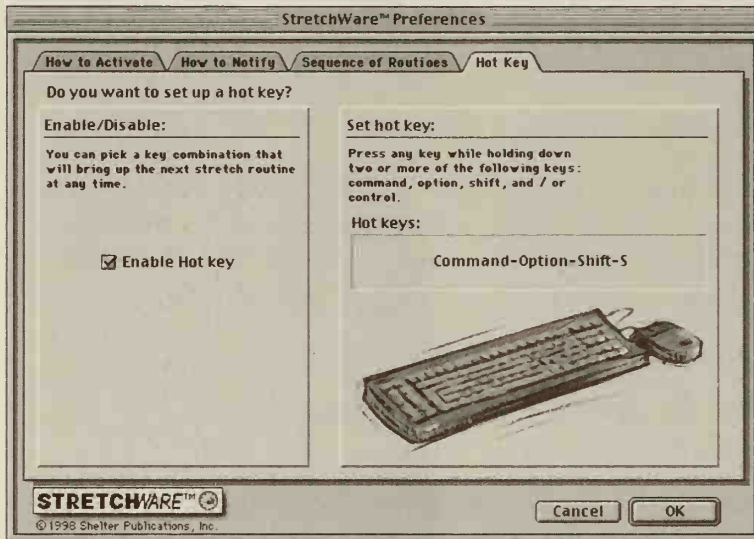 StretchWare™ Preferences
How to Activate
How to Notify
Sequence of Routines
Hot Key
Do you want to set up a hot key?
Enable/Disable:
You can pick a key combination that
will bring up the next stretch routine
at any time.
Enable Hot key
Set hot key:
Press any key while holding down
two or more of the following keys:
command, option, shift, and / or
control.
Hot keys:
Command-Option-Shift-S
STRETCHWARE™
©1998 Shelter Publications, Inc.
Cancel
OK